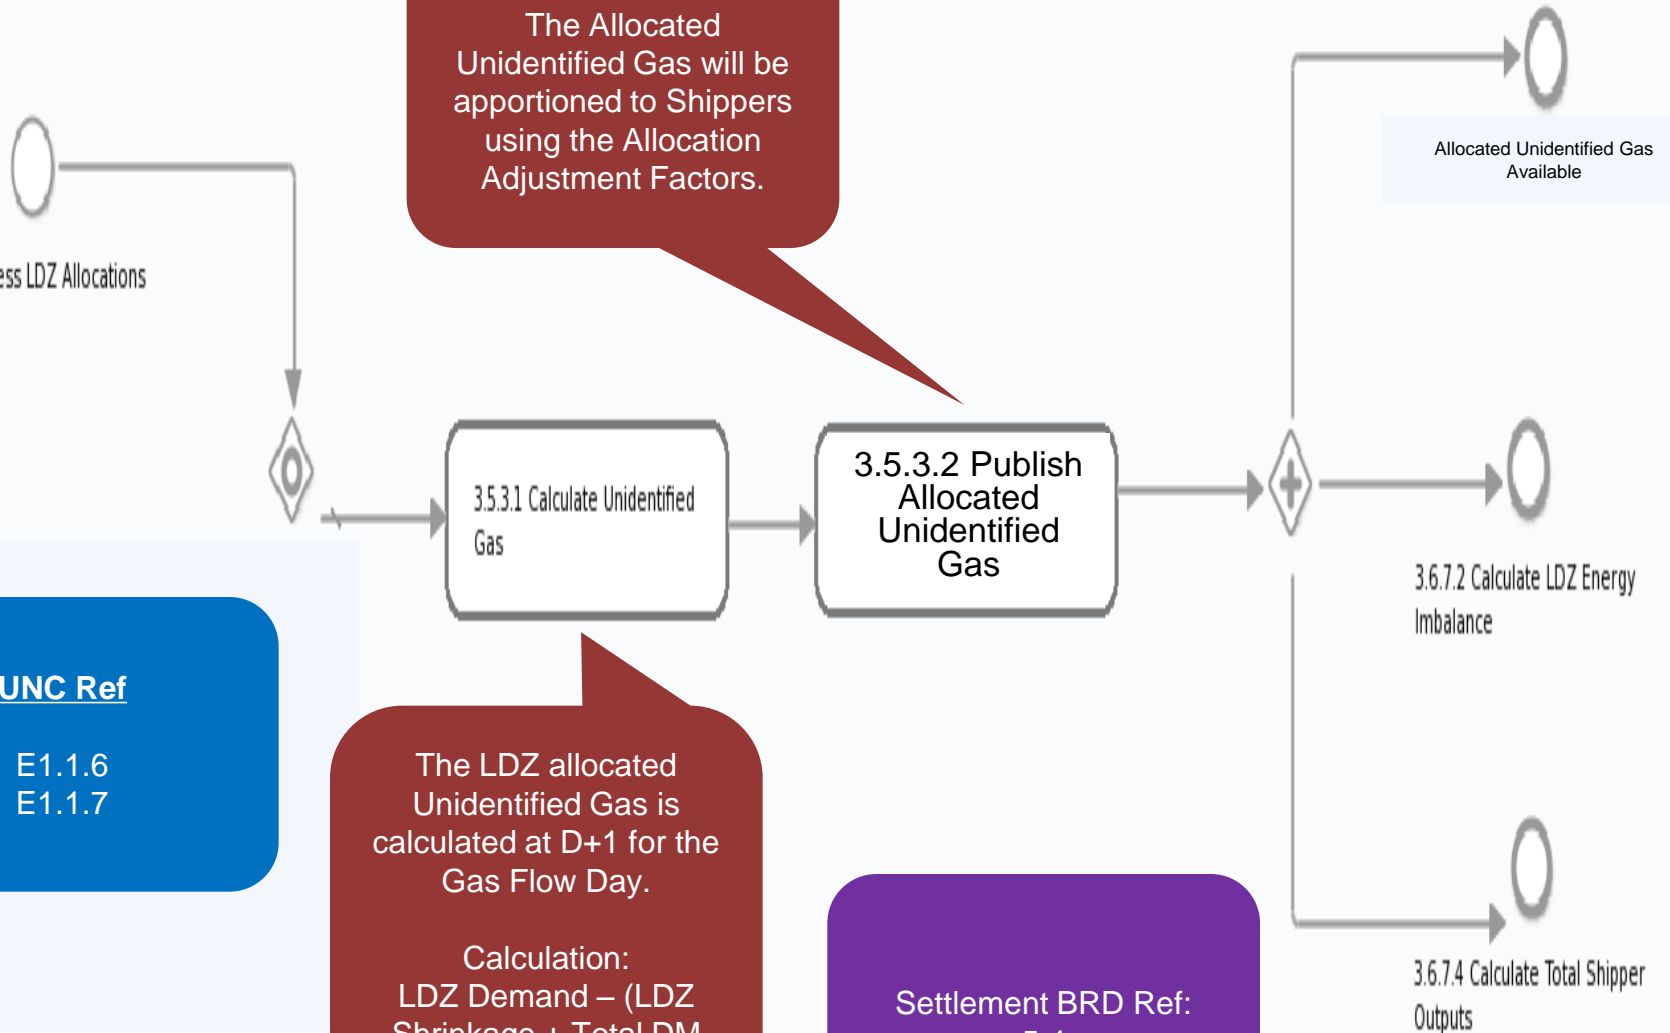 The Allocated
Unidentified Gas will be
apportioned to Shippers
using the Allocation
Adjustment Factors.
Allocated Unidentified Gas
Available
LDZ Allocations
3.5.3.1 Calculate Unidentified
Gas
3.5.3.2 Publish
Allocated
Unidentified
Gas
3.6.7.2 Calculate LDZ Energy
Imbalance
UNC Ref
E1.1.6
E1.1.7
The LDZ allocated
Unidentified Gas is
calculated at D+1 for the
Gas Flow Day.
Calculation:
LDZ Demand – (LDZ
Shrinkage + Total DM
Settlement BRD Ref:
3.6.7.4 Calculate Total Shipper
Outputs